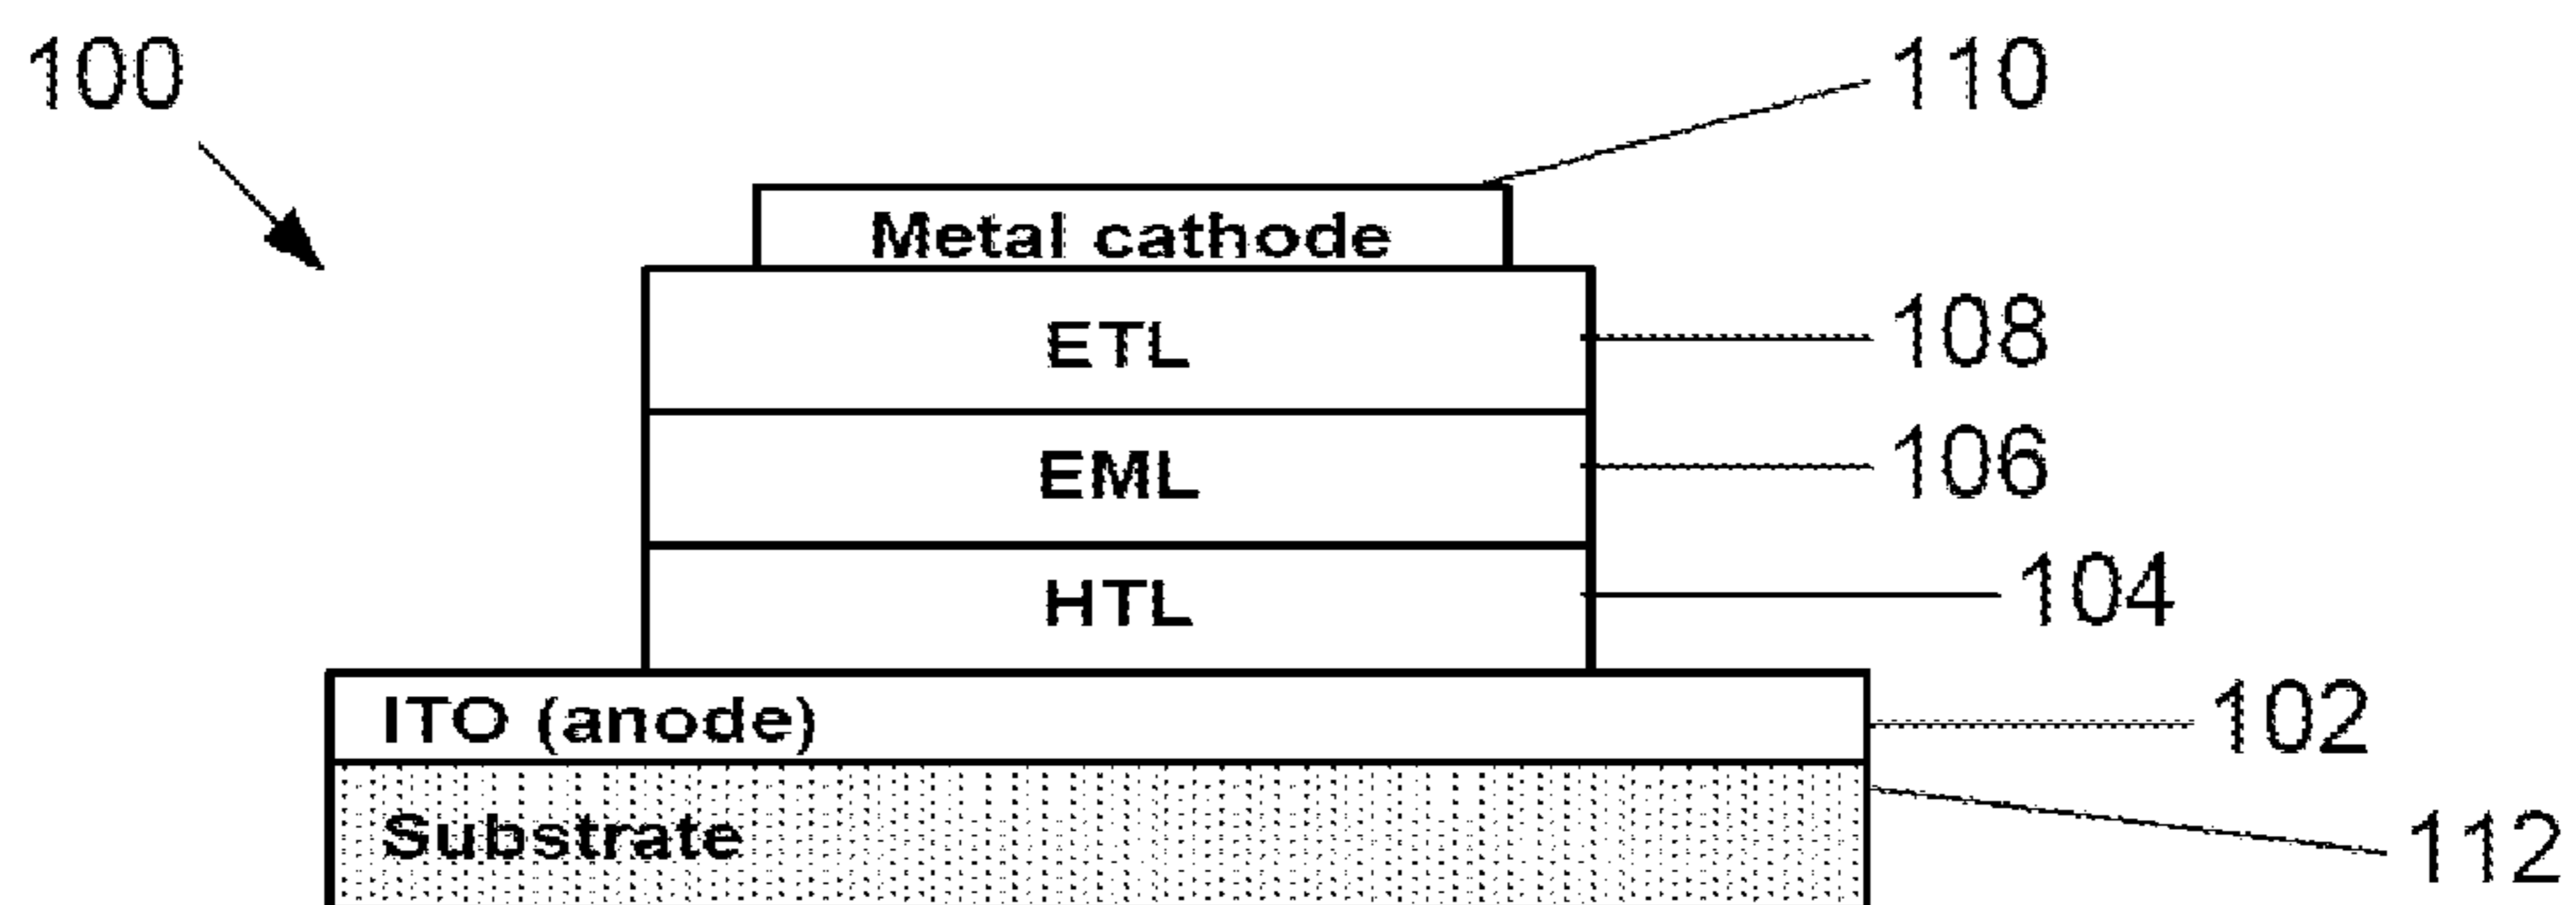 100
110
Metal cathode
ETL
108
EML
106
HTL
104
ITO (anode)
102
Substrate
112